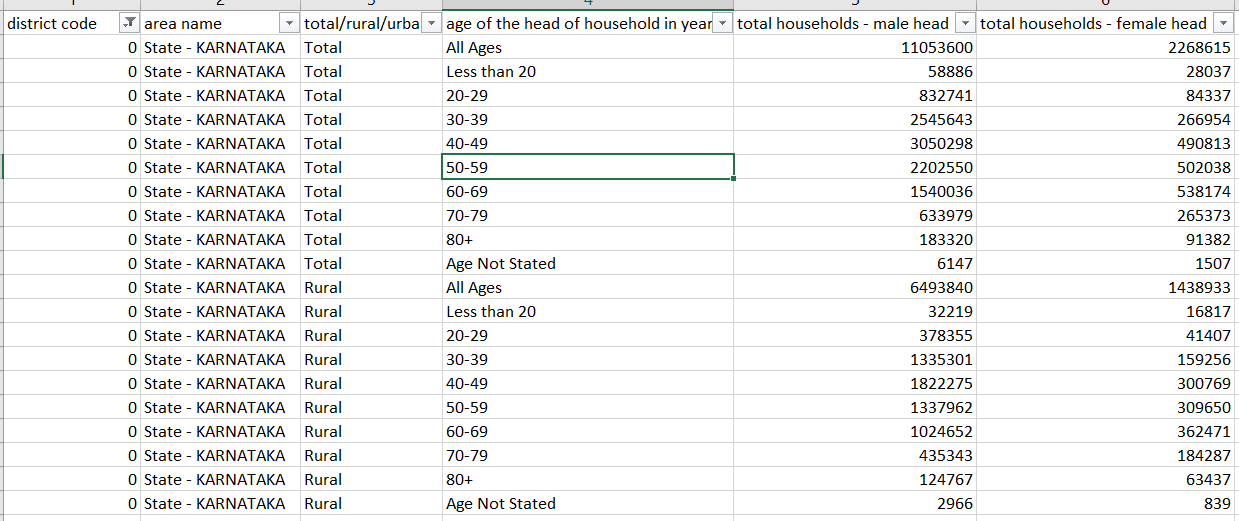 district code area name total/rural/urba age of the head of household in year total households - male head total households - female head
0 State - KARNATAKA Total All Ages 11053600 2268615
0 State - KARNATAKA Total Less than 20 58886 28037
0 State - KARNATAKA Total 20-29 832741 84337
0 State - KARNATAKA Total 30-39 2545643 266954
0 State - KARNATAKA Total 40-49 3050298 490813
0 State - KARNATAKA Total 50-59 2202550 502038
0 State - KARNATAKA Total 60-69 1540036 538174
0 State - KARNATAKA Total 70-79 633979 265373
0 State - KARNATAKA Total 80+ 183320 91382
0 State - KARNATAKA Total Age Not Stated 6147 1507
0 State - KARNATAKA Rural All Ages 6493840 1438933
0 State - KARNATAKA Rural Less than 20 32219 16817
0 State - KARNATAKA Rural 20-29 378355 41407
0 State - KARNATAKA Rural 30-39 1335301 159256
0 State - KARNATAKA Rural 40-49 1822275 300769
0 State - KARNATAKA Rural 50-59 1337962 309650
0 State - KARNATAKA Rural 60-69 1024652 362471
0 State - KARNATAKA Rural 70-79 435343 184287
0 State - KARNATAKA Rural 80+ 124767 63437
0 State - KARNATAKA Rural Age Not Stated 2966 839